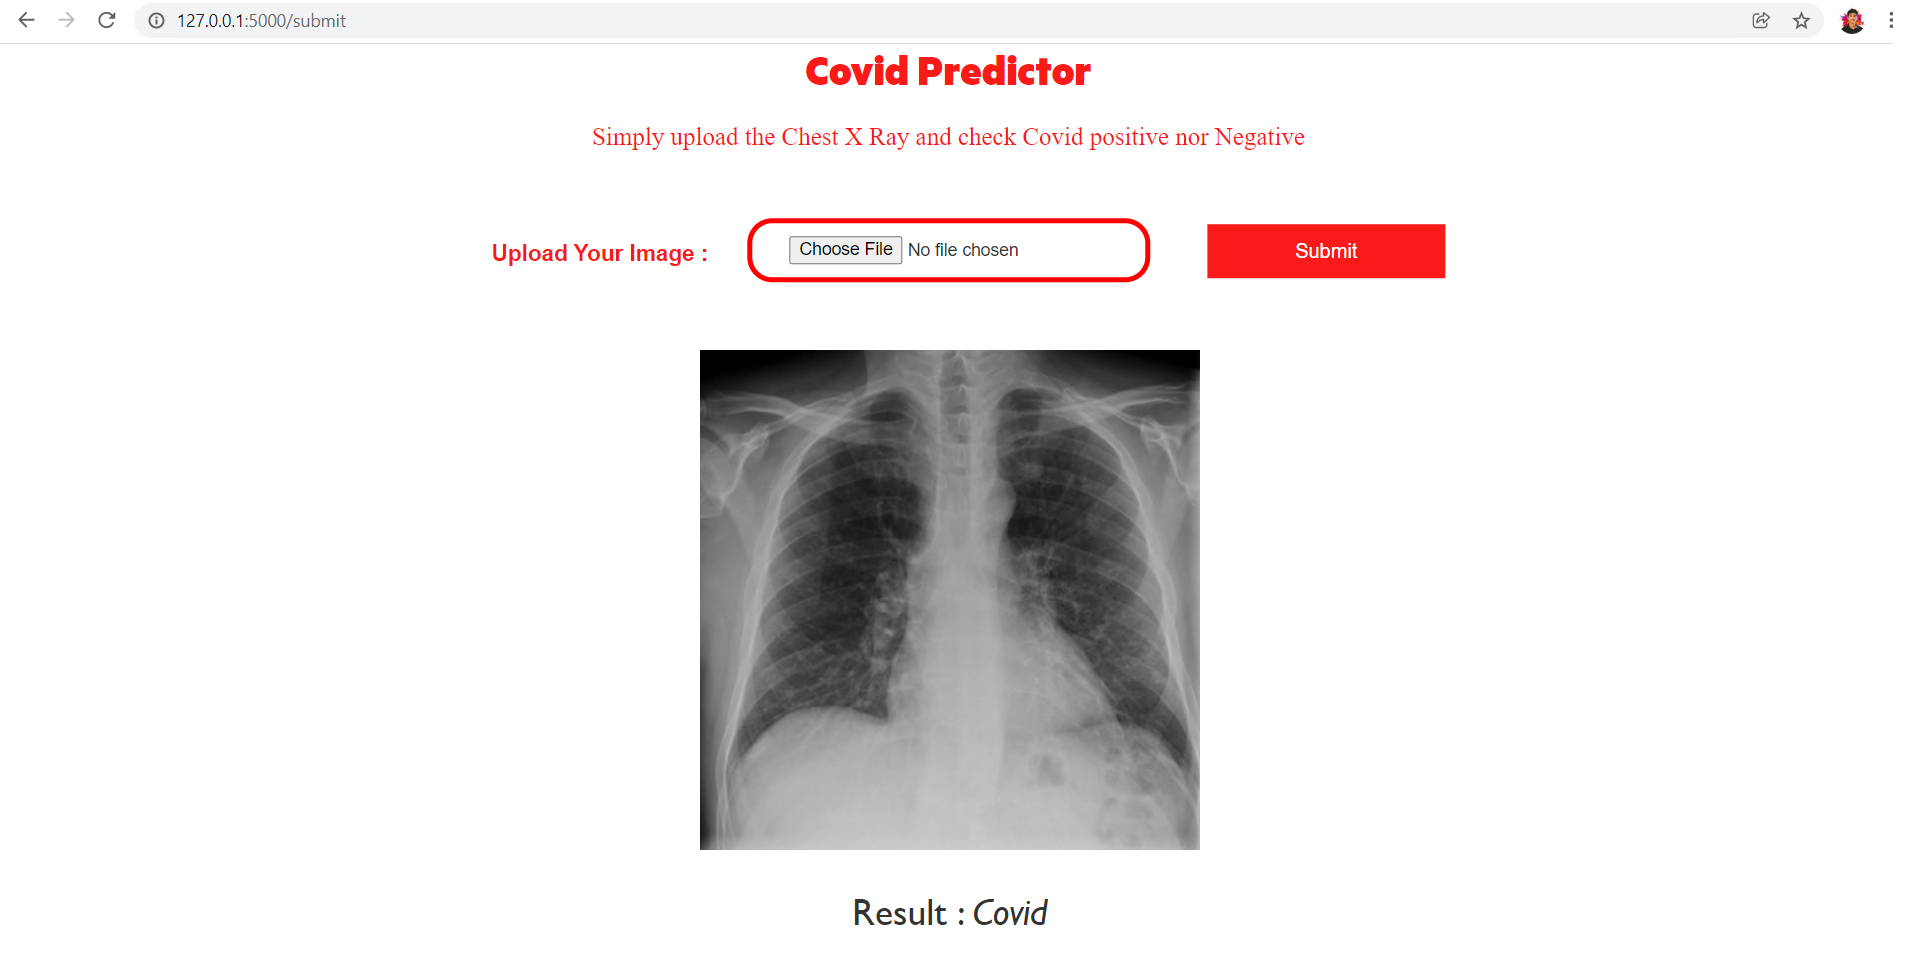 127.0.0.1:5000/submit
Covid Predictor
Simply upload the Chest X Ray and check Covid positive nor Negative
Upload Your Image :
Choose File No file chosen
Submit
Result : Covid